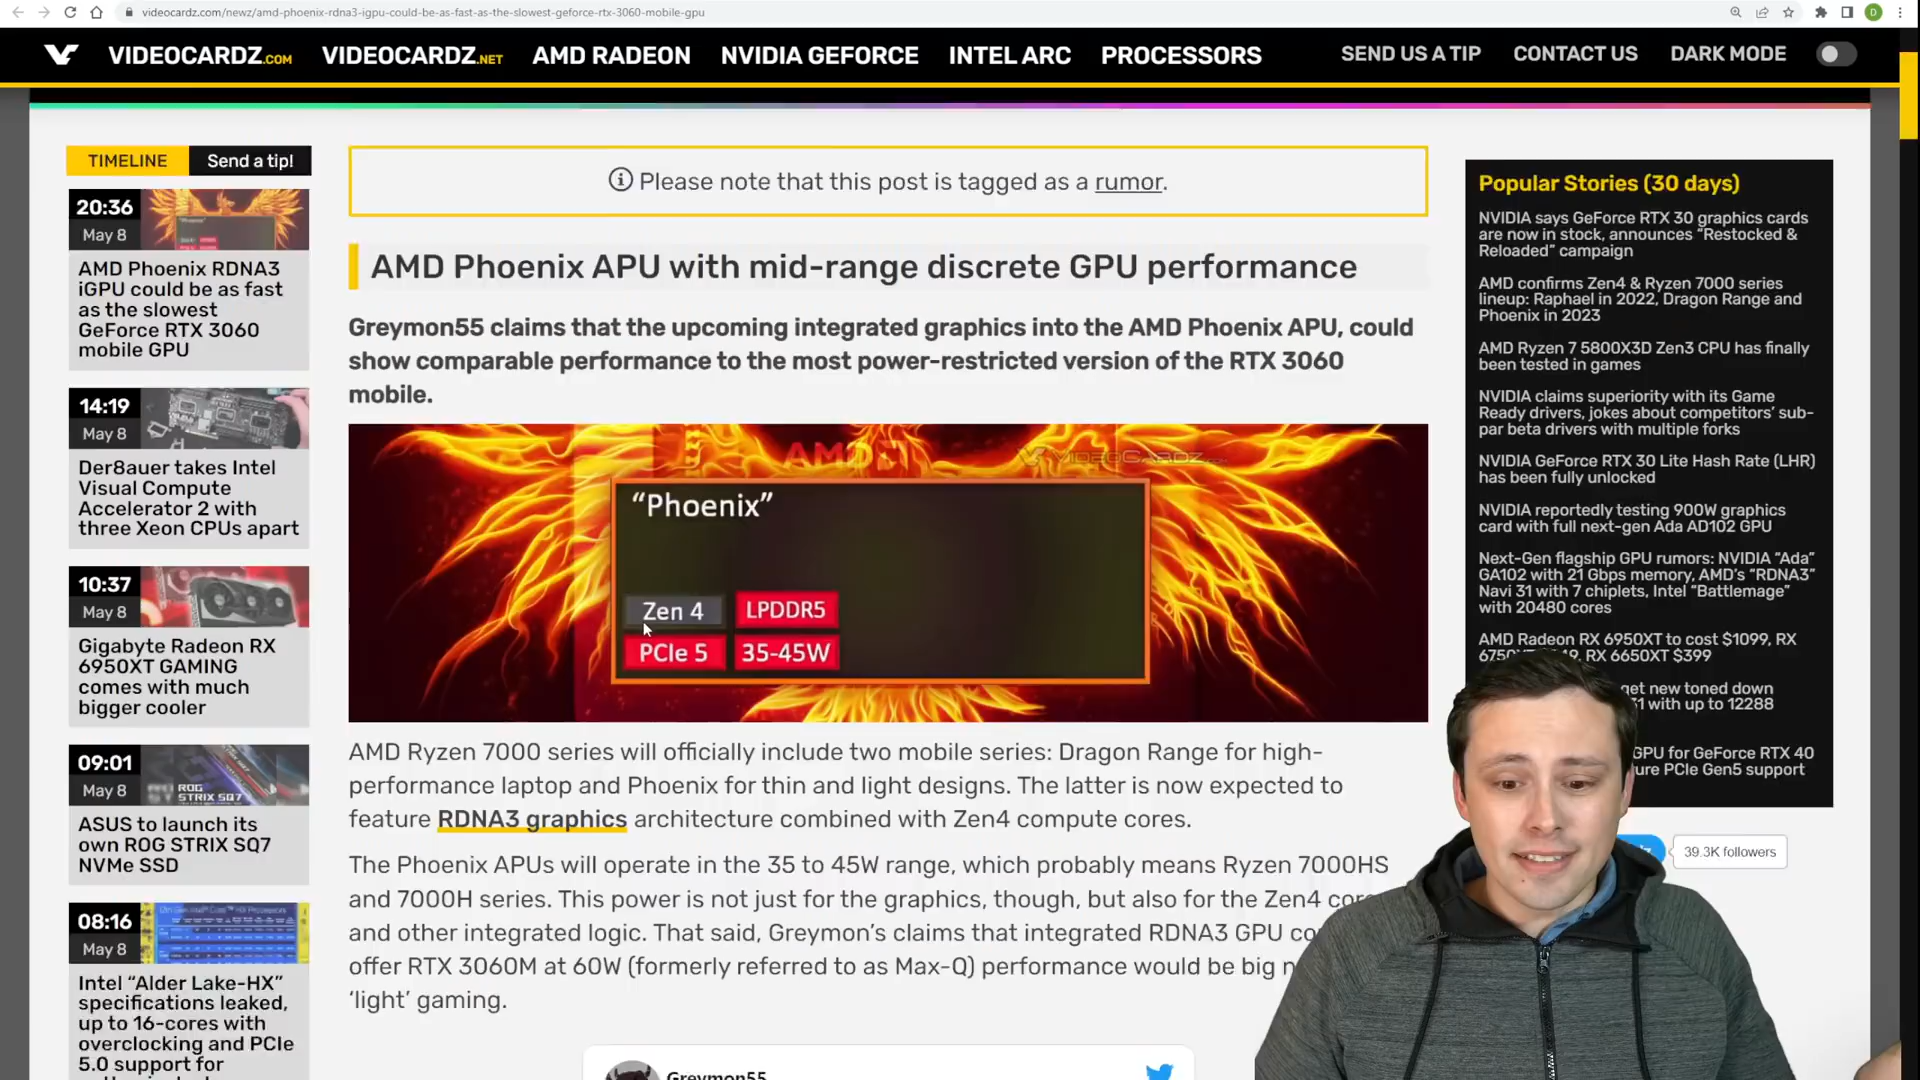 videocardz.com/newz/amd-phoenix-rdna3-igpu-could-be-as-fast-as-the-slowest-geforce-rtx-3060-mobile-gpu
D
VIDEOCARDZ.COM VIDEOCARDZ.NET AMD RADEON NVIDIA GEFORCE INTEL ARC PROCESSORS SEND US A TIP CONTACT US DARK MODE
TIMELINE Send a tip!
20:36
May 8
"Phoenix"
AMD Phoenix RDNA3
iGPU could be as fast
as the slowest
GeForce RTX 3060
mobile GPU
14:19
May 8
Der8auer takes Intel
Visual Compute
Accelerator 2 with
three Xeon CPUs apart
10:37
May 8
Gigabyte Radeon RX
6950XT GAMING
comes with much
bigger cooler
09:01
May 8
ROG
STRIX SQ7
ASUS to launch its
own ROG STRIX SQ7
NVMe SSD
08:16
May 8
Intel “Alder Lake-HX”
specifications leaked,
up to 16-cores with
overclocking and PCIe
5.0 support for
Please note that this post is tagged as a rumor.
AMD Phoenix APU with mid-range discrete GPU performance
Greymon55 claims that the upcoming integrated graphics into the AMD Phoenix APU, could
show comparable performance to the most power-restricted version of the RTX 3060
mobile.
AMD
VIDEOCARDZ
“Phoenix”
Zen 4 LPDDR5
PCIe 5 35-45W
AMD Ryzen 7000 series will officially include two mobile series: Dragon Range for high-
performance laptop and Phoenix for thin and light designs. The latter is now expected to
feature RDNA3 graphics architecture combined with Zen4 compute cores.
The Phoenix APUs will operate in the 35 to 45W range, which probably means Ryzen 7000HS
and 7000H series. This power is not just for the graphics, though, but also for the Zen4
and other integrated logic. That said, Greymon’s claims that integrated RDNA3 GPU
offer RTX 3060M at 60W (formerly referred to as Max-Q) performance would be big
‘light’ gaming.
Greymon55
Popular Stories (30 days)
NVIDIA says GeForce RTX 30 graphics cards
are now in stock, announces “Restocked &
Reloaded” campaign
AMD confirms Zen4 & Ryzen 7000 series
lineup: Raphael in 2022, Dragon Range and
Phoenix in 2023
AMD Ryzen 7 5800X3D Zen3 CPU has finally
been tested in games
NVIDIA claims superiority with its Game
Ready drivers, jokes about competitors’ sub-
par beta drivers with multiple forks
NVIDIA GeForce RTX 30 Lite Hash Rate (LHR)
has been fully unlocked
NVIDIA reportedly testing 900W graphics
card with full next-gen Ada AD102 GPU
Next-Gen flagship GPU rumors: NVIDIA “Ada”
GA102 with 21 Gbps memory, AMD’s “RDNA3”
Navi 31 with 7 chiplets, Intel “Battlemage”
with 20480 cores
AMD Radeon RX 6950XT to cost $1099, RX
RX 6650XT $399
get new toned down
with up to 12288
GPU for GeForce RTX 40
PCIe Gen5 support
39.3K followers